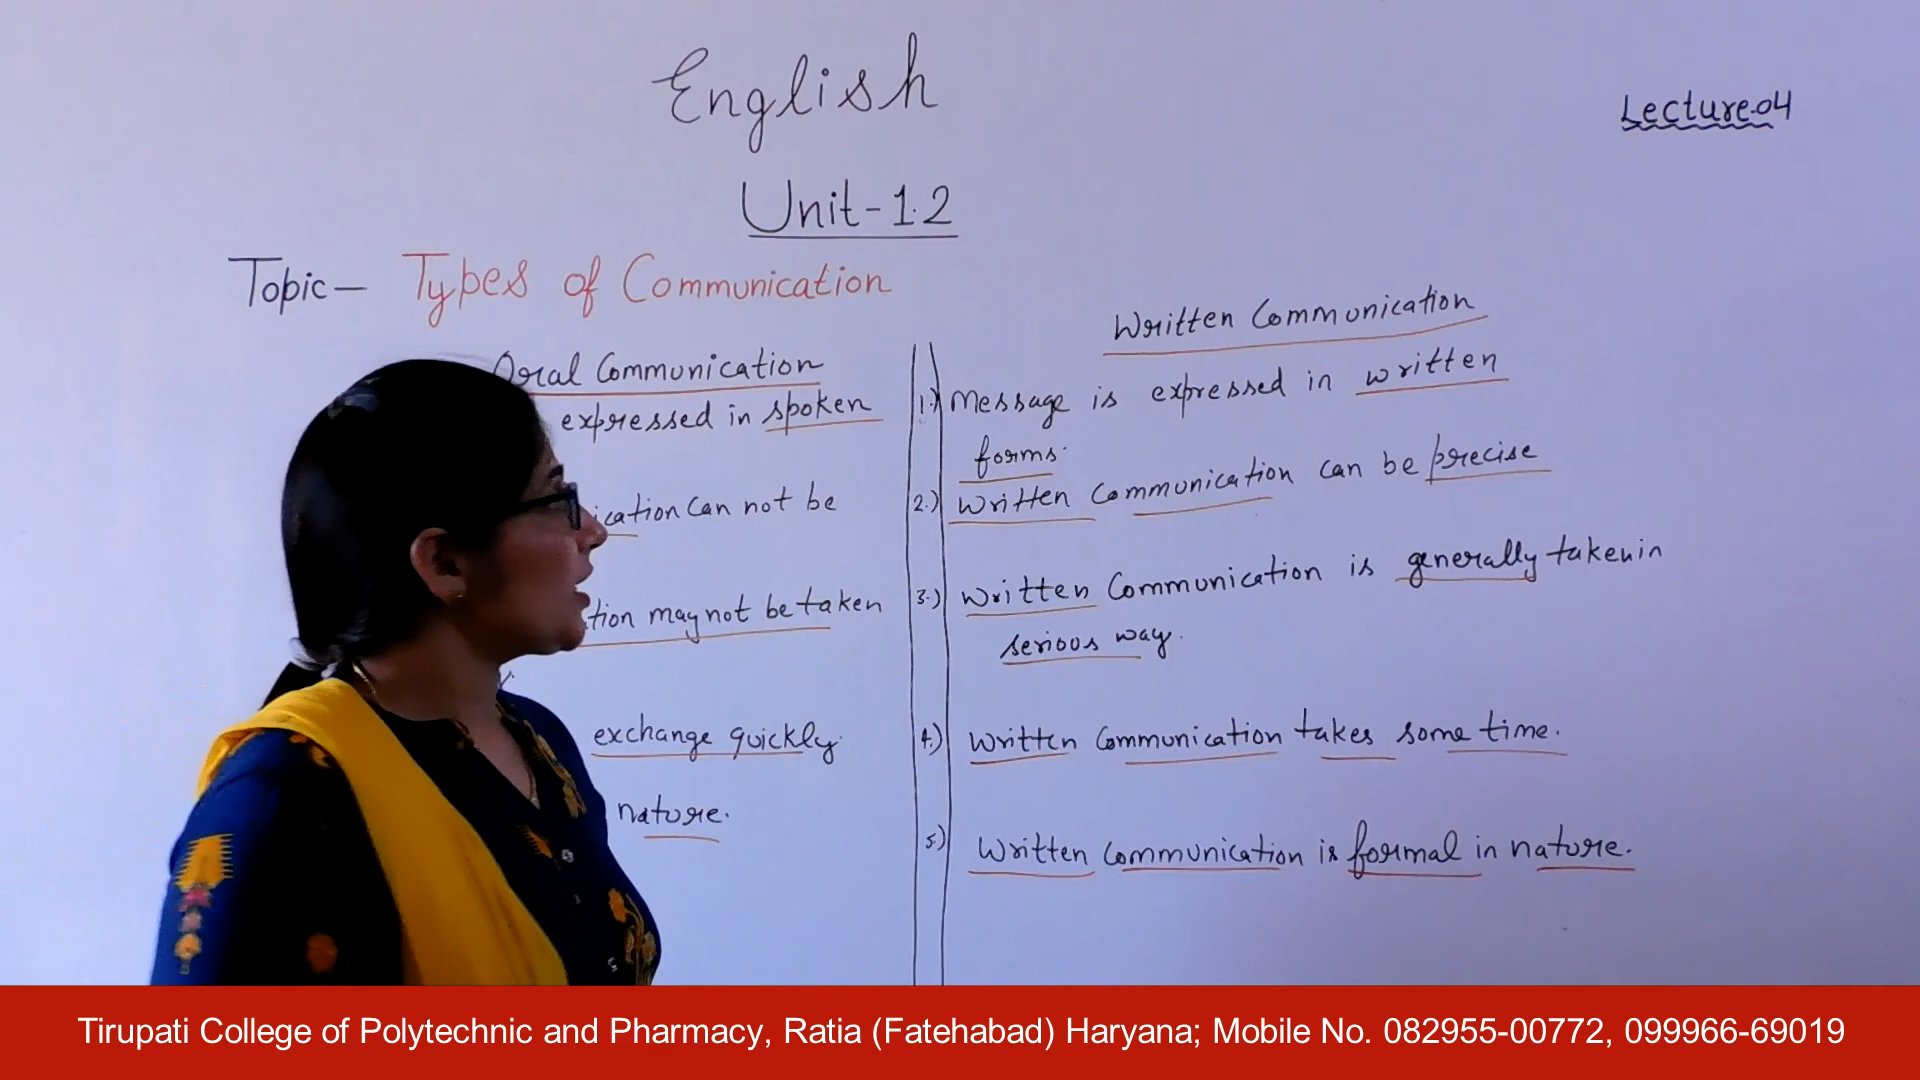 English
Lecture-04
Unit-1.2
Topic- Types of Communication
Oral Communication
expressed in spoken
can not be
may not be taken
exchange quickly.
nature.
Written Communication
1.) Message is expressed in written
forms.
2.) Written Communication can be precise
3.) Written Communication is generally taken in
serious way.
4.) Written Communication takes some time.
5.) Written Communication is formal in nature.
Tirupati College of Polytechnic and Pharmacy, Ratia (Fatehabad) Haryana; Mobile No. 082955-00772, 099966-69019